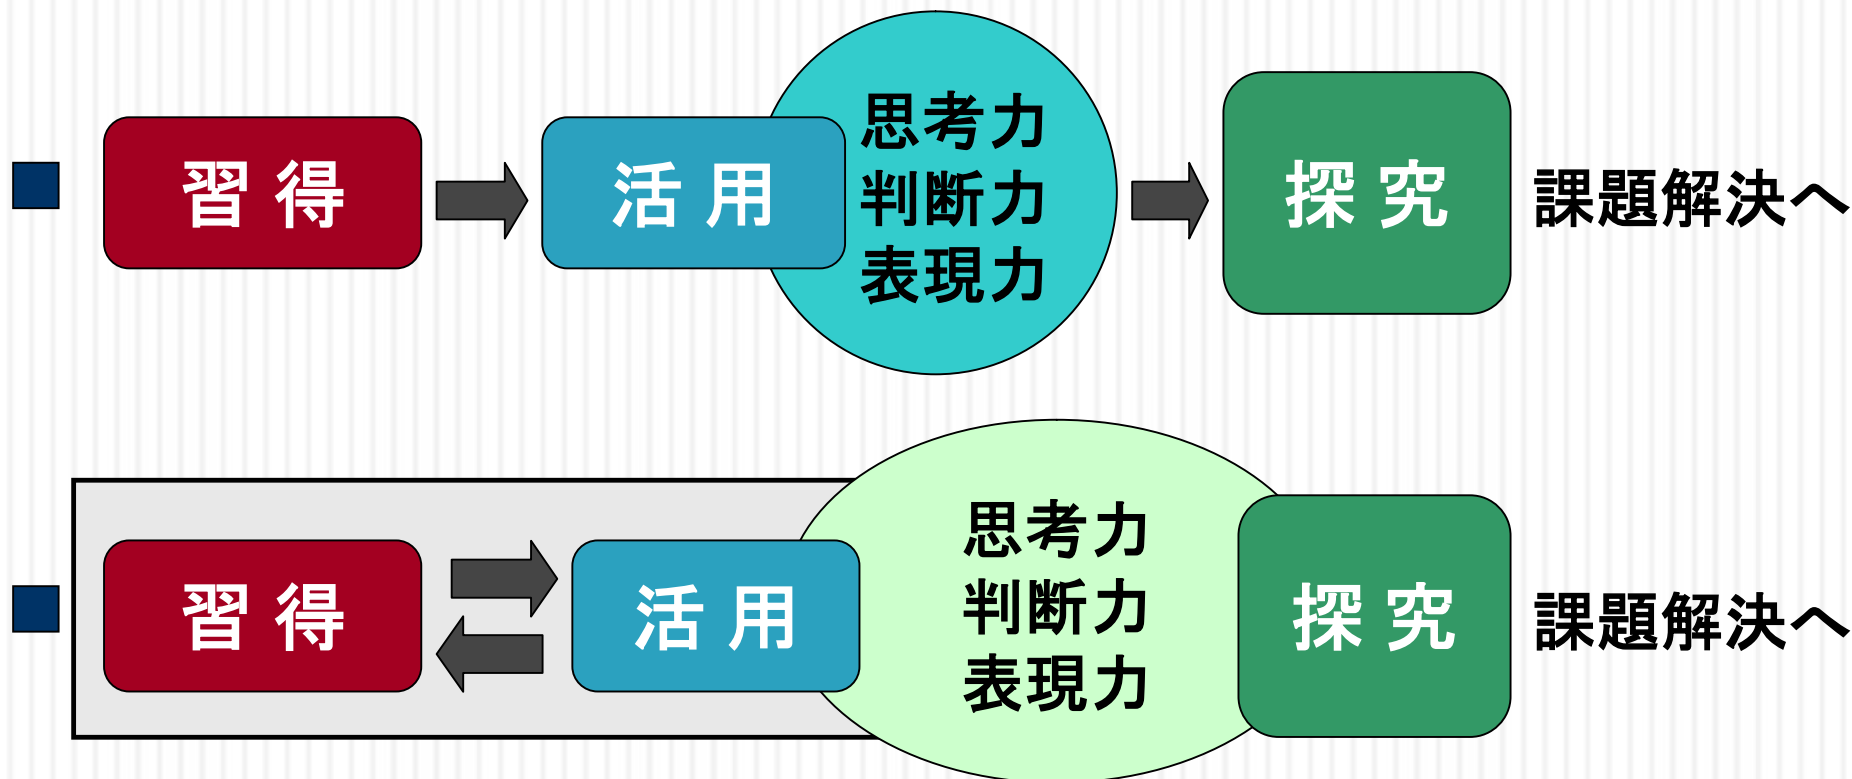 習 得
活 用
思考力
判断力
表現力
探 究
課題解決へ
習 得
活 用
思考力
判断力
表現力
探 究
課題解決へ